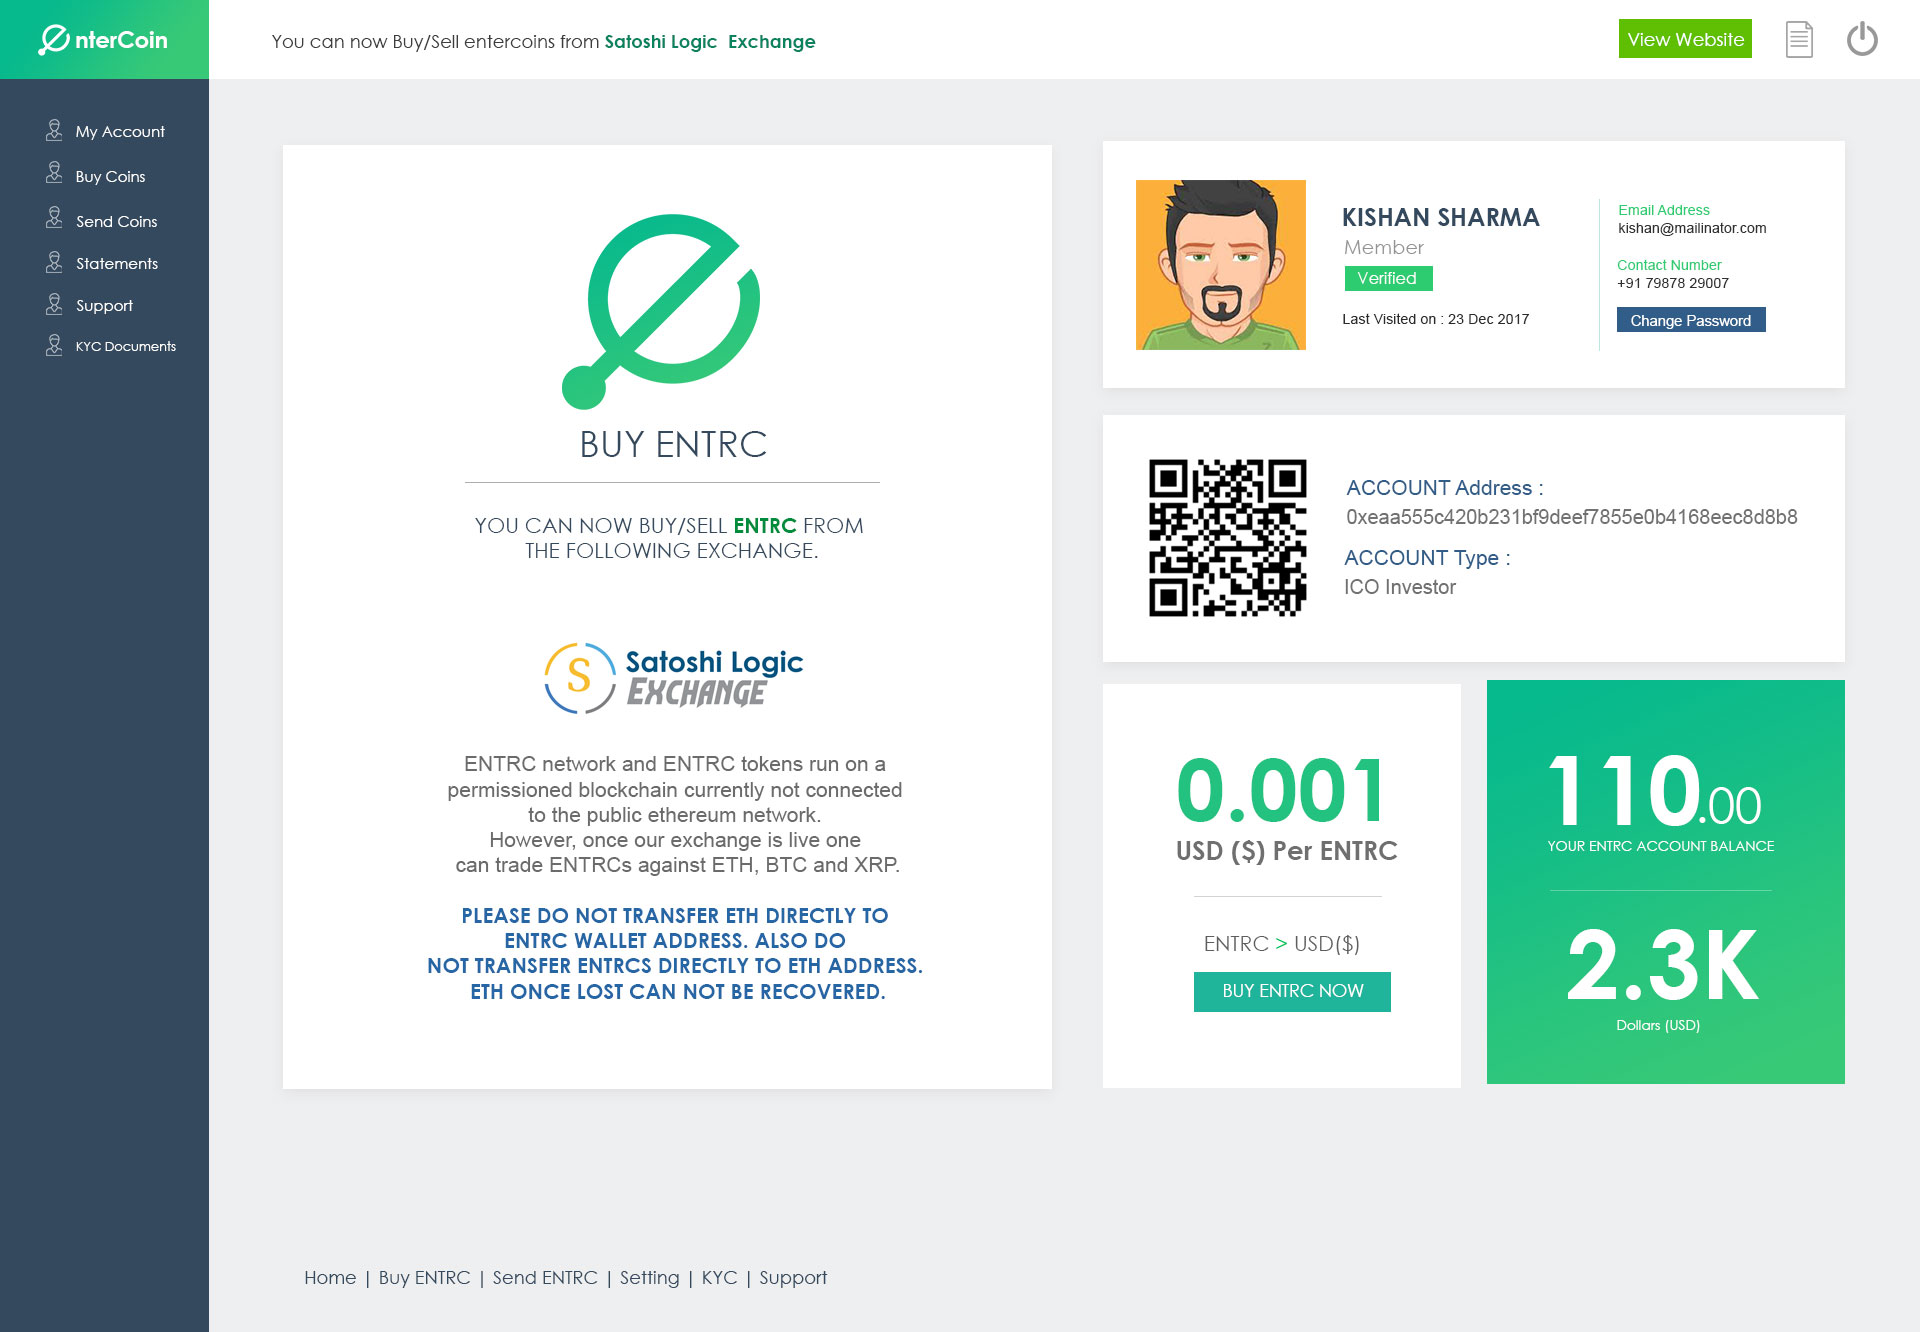 nterCoin
You can now Buy/Sell entercoins from Satoshi Logic Exchange
View Website
My Account
Buy Coins
Send Coins
Statements
Support
KYC Documents
BUY ENTRC
YOU CAN NOW BUY/SELL ENTRC FROM
THE FOLLOWING EXCHANGE.
S
Satoshi Logic
EXCHANGE
ENTRC network and ENTRC tokens run on a
permissioned blockchain currently not connected
to the public ethereum network.
However, once our exchange is live one
can trade ENTRCs against ETH, BTC and XRP.
PLEASE DO NOT TRANSFER ETH DIRECTLY TO
ENTRC WALLET ADDRESS. ALSO DO
NOT TRANSFER ENTRCS DIRECTLY TO ETH ADDRESS.
ETH ONCE LOST CAN NOT BE RECOVERED.
KISHAN SHARMA
Member
Verified
Last Visited on : 23 Dec 2017
Email Address
kishan@mailinator.com
Contact Number
+91 79878 29007
Change Password
ACCOUNT Address :
0xeaa555c420b231bf9deef7855e0b4168eec8d8b8
ACCOUNT Type :
ICO Investor
0.001
USD ($) Per ENTRC
ENTRC > USD($)
BUY ENTRC NOW
110.00
YOUR ENTRC ACCOUNT BALANCE
2.3K
Dollars (USD)
Home | Buy ENTRC | Send ENTRC | Setting | KYC | Support